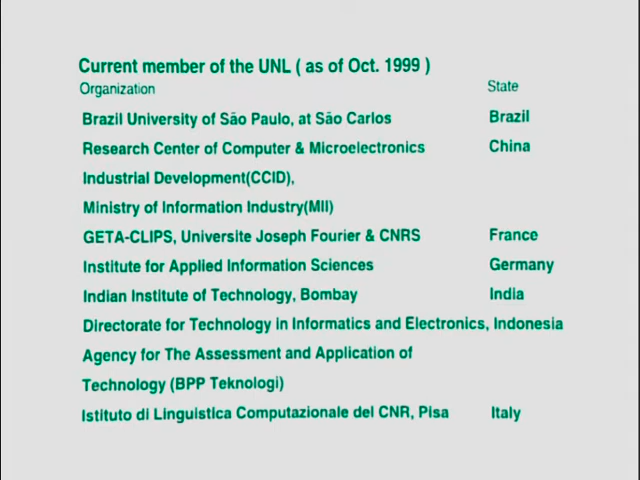 Current member of the UNL ( as of Oct. 1999 )
Organization State
Brazil University of São Paulo, at São Carlos Brazil
Research Center of Computer & Microelectronics China
Industrial Development(CCID),
Ministry of Information Industry(MII)
GETA-CLIPS, Universite Joseph Fourier & CNRS France
Institute for Applied Information Sciences Germany
Indian Institute of Technology, Bombay India
Directorate for Technology in Informatics and Electronics, Indonesia
Agency for The Assessment and Application of
Technology (BPP Teknologi)
Istituto di Linguistica Computazionale del CNR, Pisa Italy